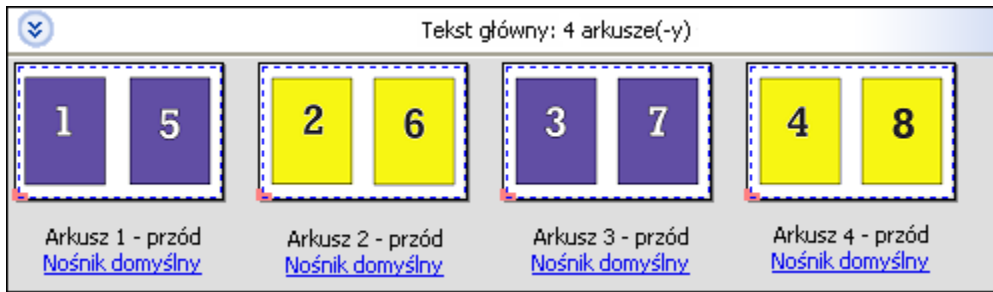 Tekst główny: 4 arkusze(-y)
1 5 2 6 3 7 4 8
Arkusz 1 - przód Arkusz 2 - przód Arkusz 3 - przód Arkusz 4 - przód
Nośnik domyślny Nośnik domyślny Nośnik domyślny Nośnik domyślny